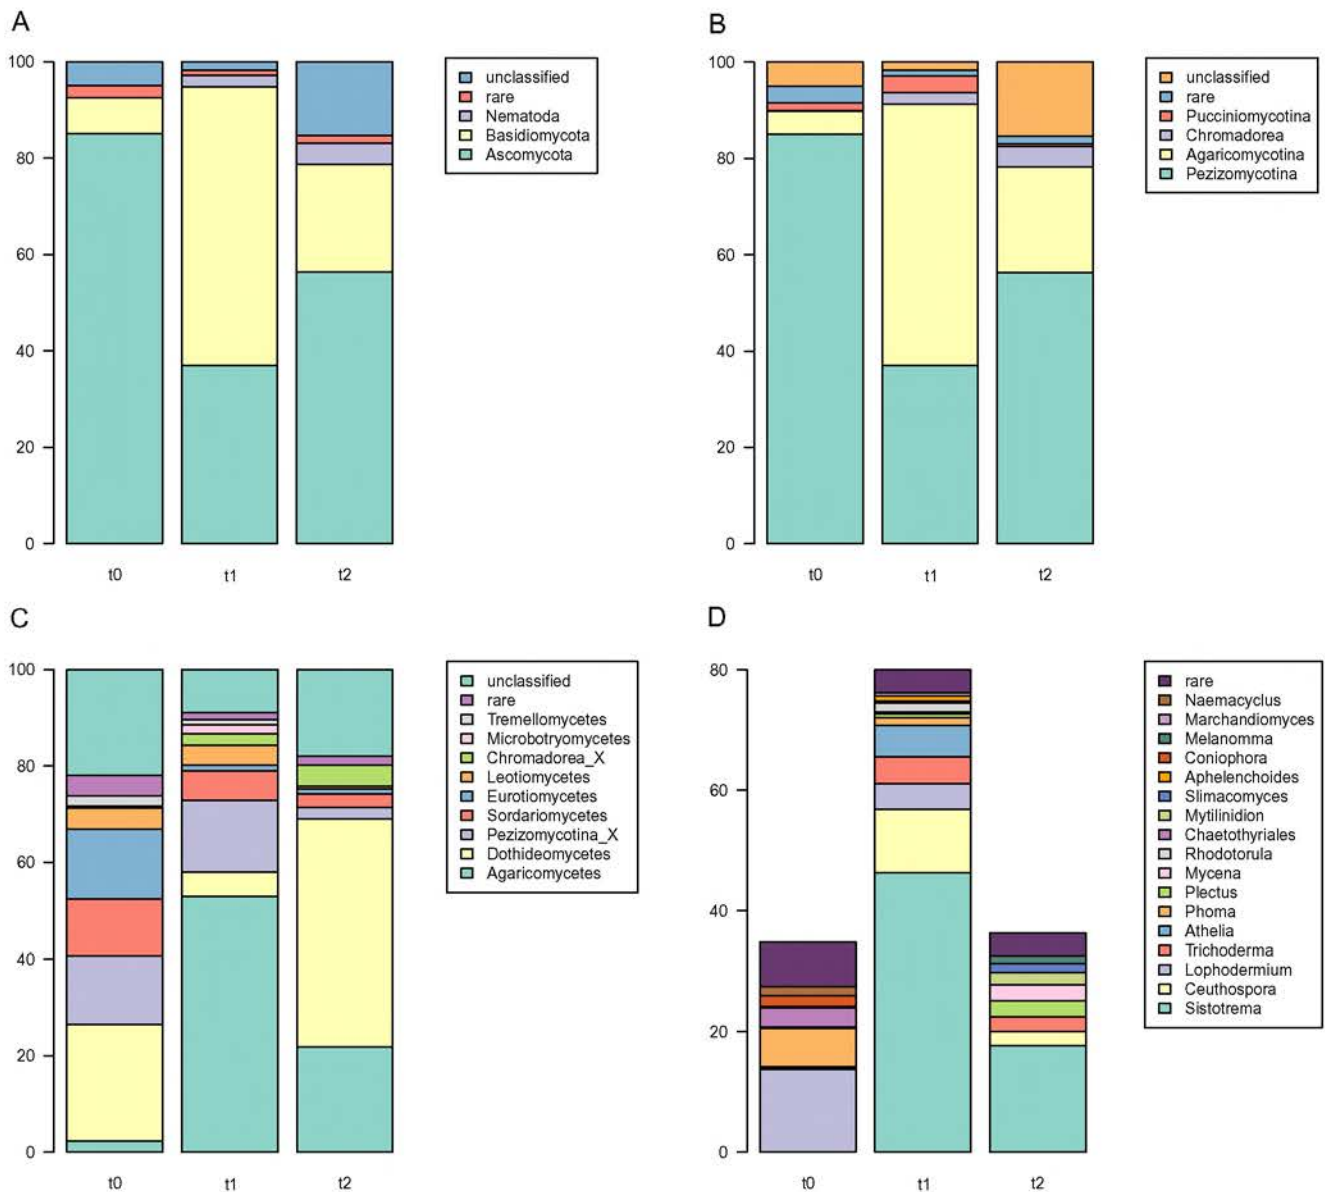 A
100
80
60
40
20
0
t0
t1
t2
unclassified
rare
Nematoda
Basidiomycota
Ascomycota
B
100
80
60
40
20
0
t0
t1
t2
unclassified
rare
Pucciniomycotina
Chromadorea
Agaricomycotina
Pezizomycotina
C
100
80
60
40
20
0
t0
t1
t2
unclassified
rare
Tremellomycetes
Microbotryomycetes
Chromadorea_X
Leotiomycetes
Eurotiomycetes
Sordariomycetes
Pezizomycotina_X
Dothideomycetes
Agaricomycetes
D
80
60
40
20
0
t0
t1
t2
rare
Naemacyclus
Marchandiomyces
Melanomma
Coniophora
Aphelenchoides
Slimacomyces
Mytilinidion
Chaetothyriales
Rhodotorula
Mycena
Plectus
Phoma
Athelia
Trichoderma
Lophodermium
Ceuthospora
Sistotrema